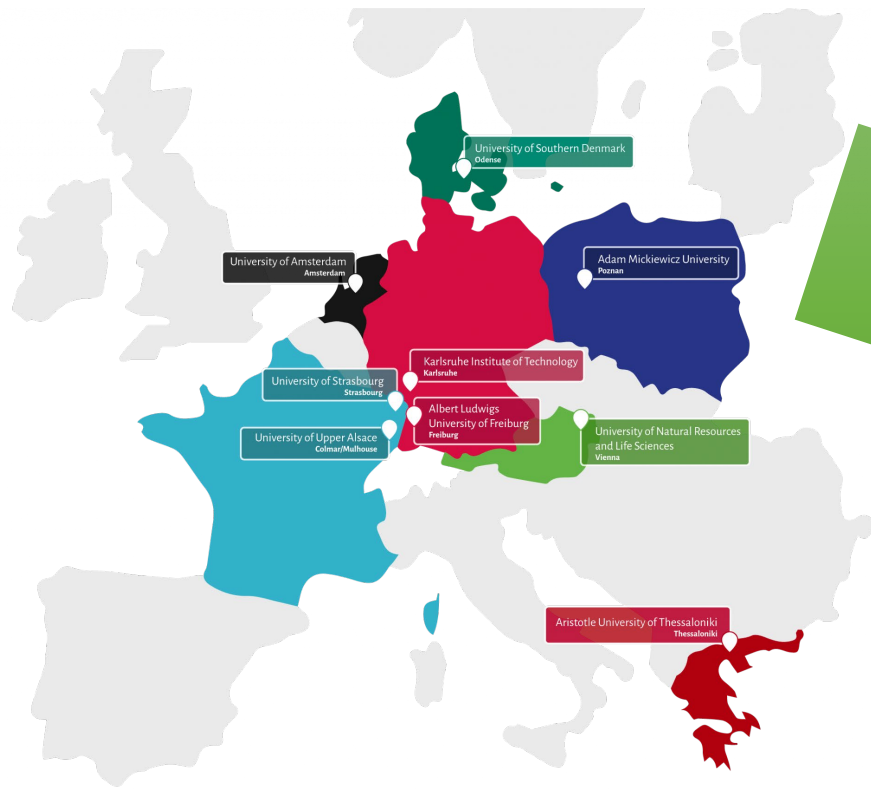 University of Southern Denmark
Odense
University of Amsterdam
Amsterdam
Adam Mickiewicz University
Poznan
Karlsruhe Institute of Technology
Karlsruhe
University of Strasbourg
Strasbourg
Albert Ludwigs
University of Freiburg
Freiburg
University of Upper Alsace
Colmar/Mulhouse
University of Natural Resources
and Life Sciences
Vienna
Aristotle University of Thessaloniki
Thessaloniki